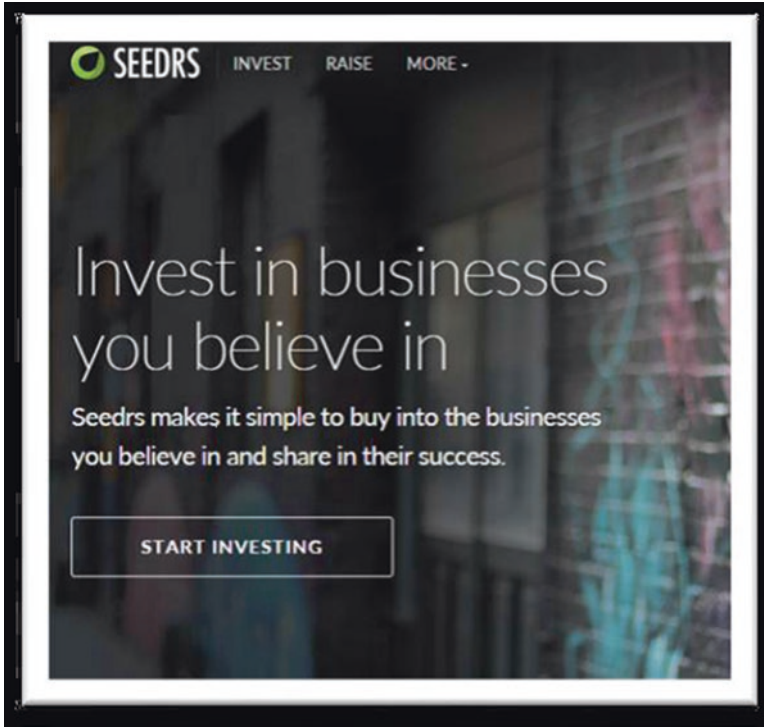 SEEDRS INVEST RAISE MORE
Invest in businesses
you believe in
Seedrs makes it simple to buy into the businesses
you believe in and share in their success.
START INVESTING